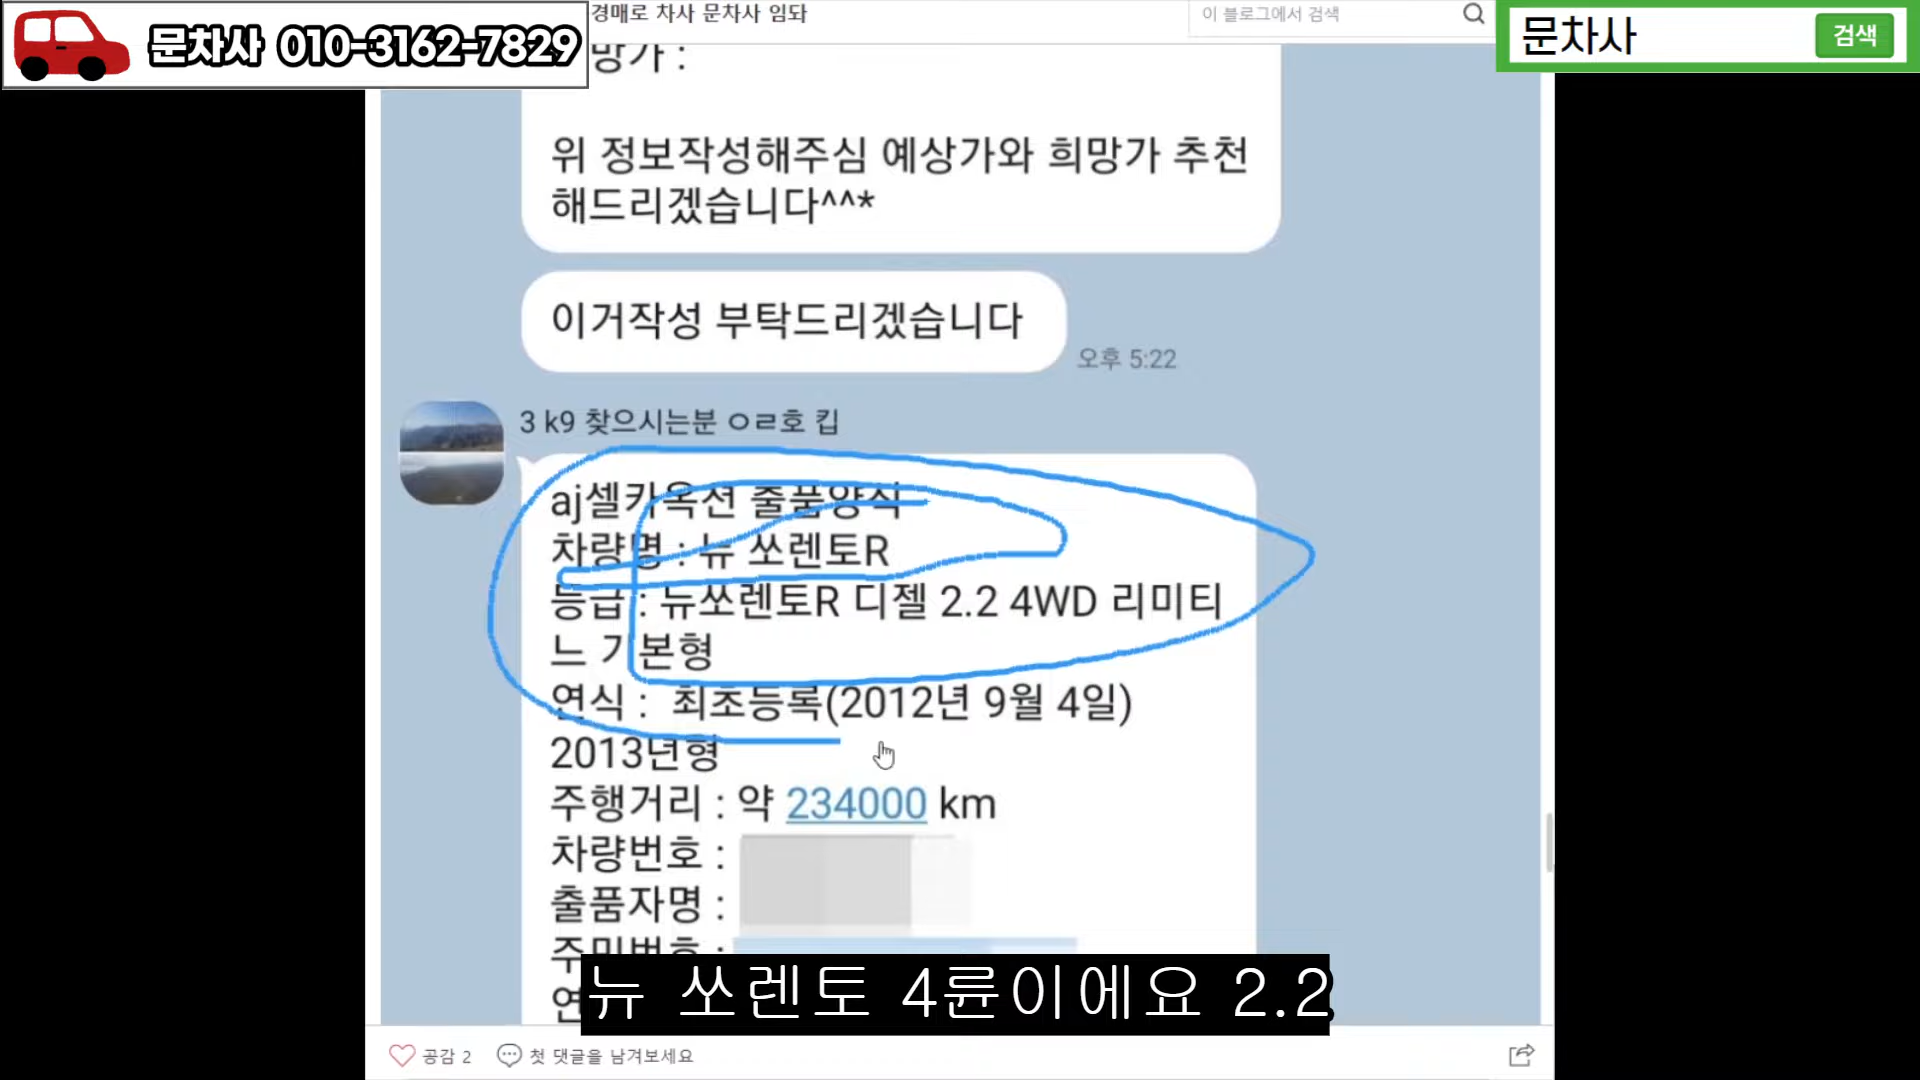 문차사 010-3162-7829
경매로 차사 문차사 임돠
이 블로그에서 검색
문차사
검색
망가 :
위 정보작성해주심 예상가와 희망가 추천
해드리겠습니다^^*
이거작성 부탁드리겠습니다
오후 5:22
3 k9 찾으시는분 ㅇㄹ호 킵
aj셀카옥션 출품양식
차량명 : 뉴 쏘렌토R
등급 : 뉴쏘렌토R 디젤 2.2 4WD 리미티
느 기본형
연식 : 최초등록(2012년 9월 4일)
2013년형
주행거리 : 약 234000 km
차량번호 :
출품자명 :
주민번호 :
연
뉴 쏘렌토 4륜이에요 2.2
공감 2
첫 댓글을 남겨보세요